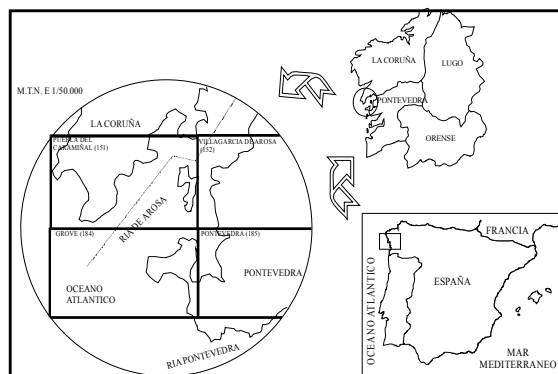 M.T.N. E 1/50.000
LA CORUÑA
PUEBLA DEL
CARAMIÑAL (151)
VILLAGARCIA DE AROSA
(152)
RIA DE AROSA
GROVE (184)
PONTEVEDRA (185)
OCEANO
ATLANTICO
PONTEVEDRA
RIA PONTEVEDRA
LA CORUÑA
LUGO
PONTEVEDRA
ORENSE
FRANCIA
ESPAÑA
OCEANO ATLANTICO
MAR
MEDITERRANEO